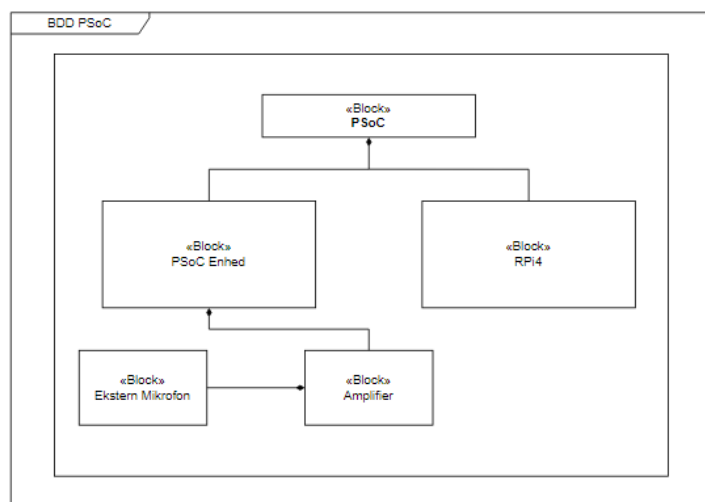 BDD PSoC
«Block»
PSoC
«Block»
PSoC Enhed
«Block»
RPi4
«Block»
Ekstern Mikrofon
«Block»
Amplifier